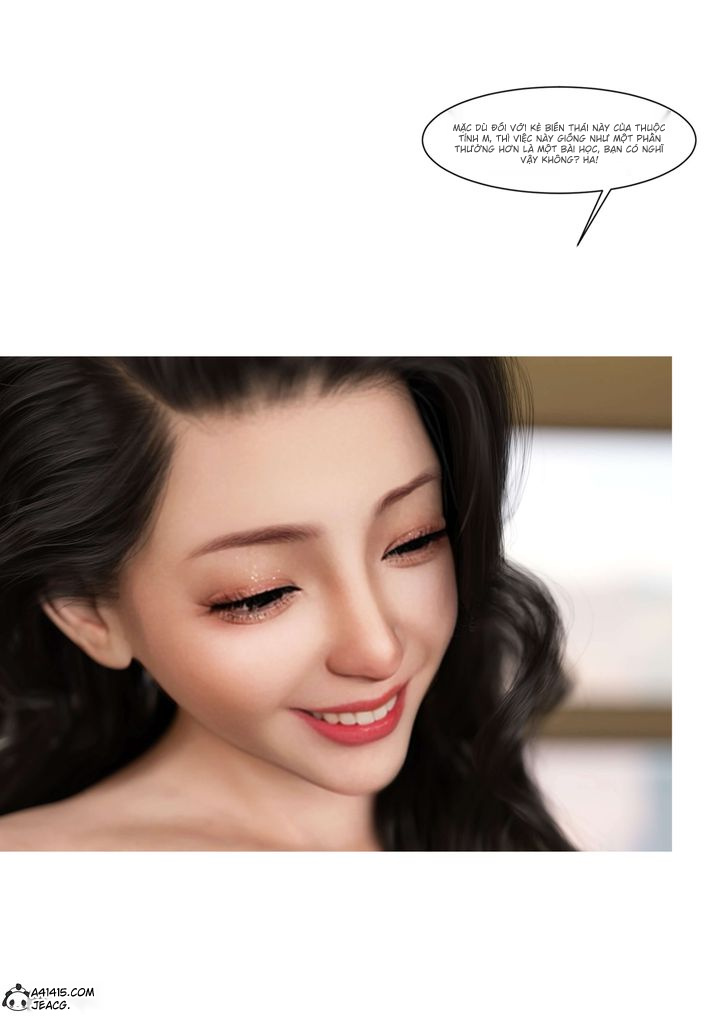 MẶC DÙ ĐỐI VỚI KẺ BIẾN THÁI NÀY CỦA THUỘC
TÍNH M, THÌ VIỆC NÀY GIỐNG NHƯ MỘT PHẦN
THƯỞNG HƠN LÀ MỘT BÀI HỌC, BẠN CÓ NGHĨ
VẬY KHÔNG? HA!
A41415.COM
JEACG.